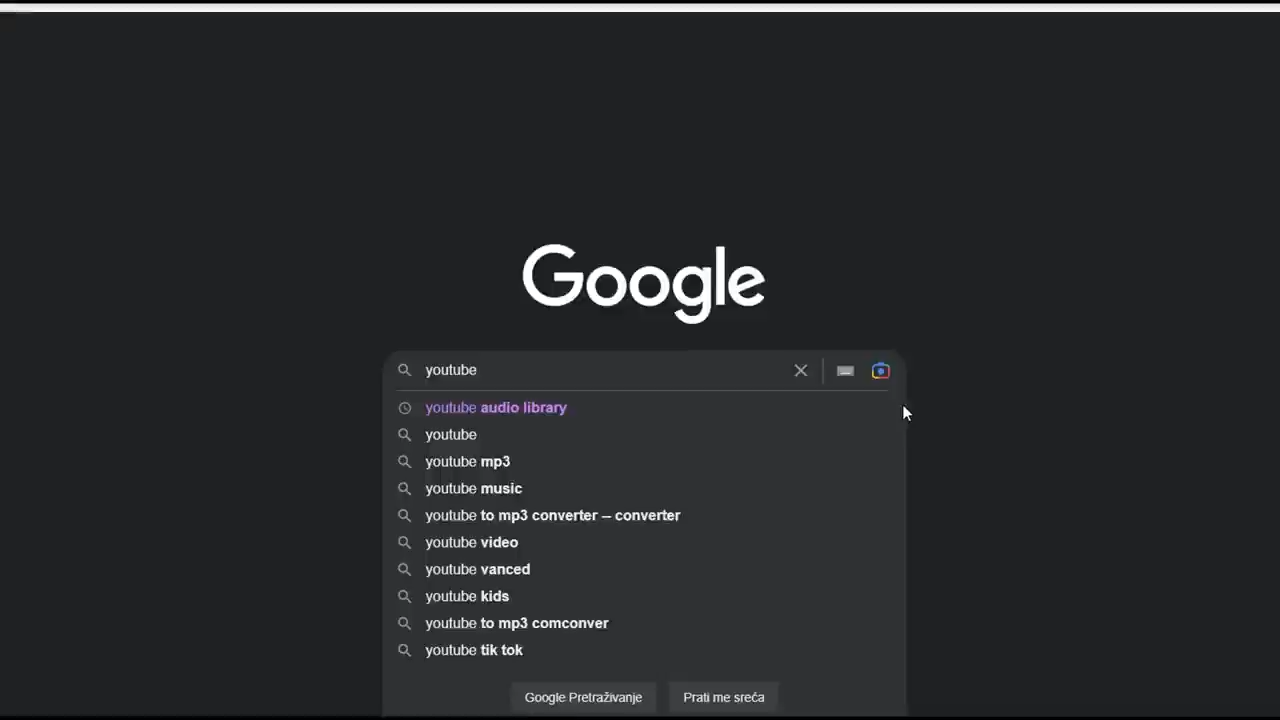 Google
youtube
youtube audio library
youtube
youtube mp3
youtube music
youtube to mp3 converter – converter
youtube video
youtube vanced
youtube kids
youtube to mp3 comconver
youtube tik tok
Google Pretraživanje
Prati me sreća